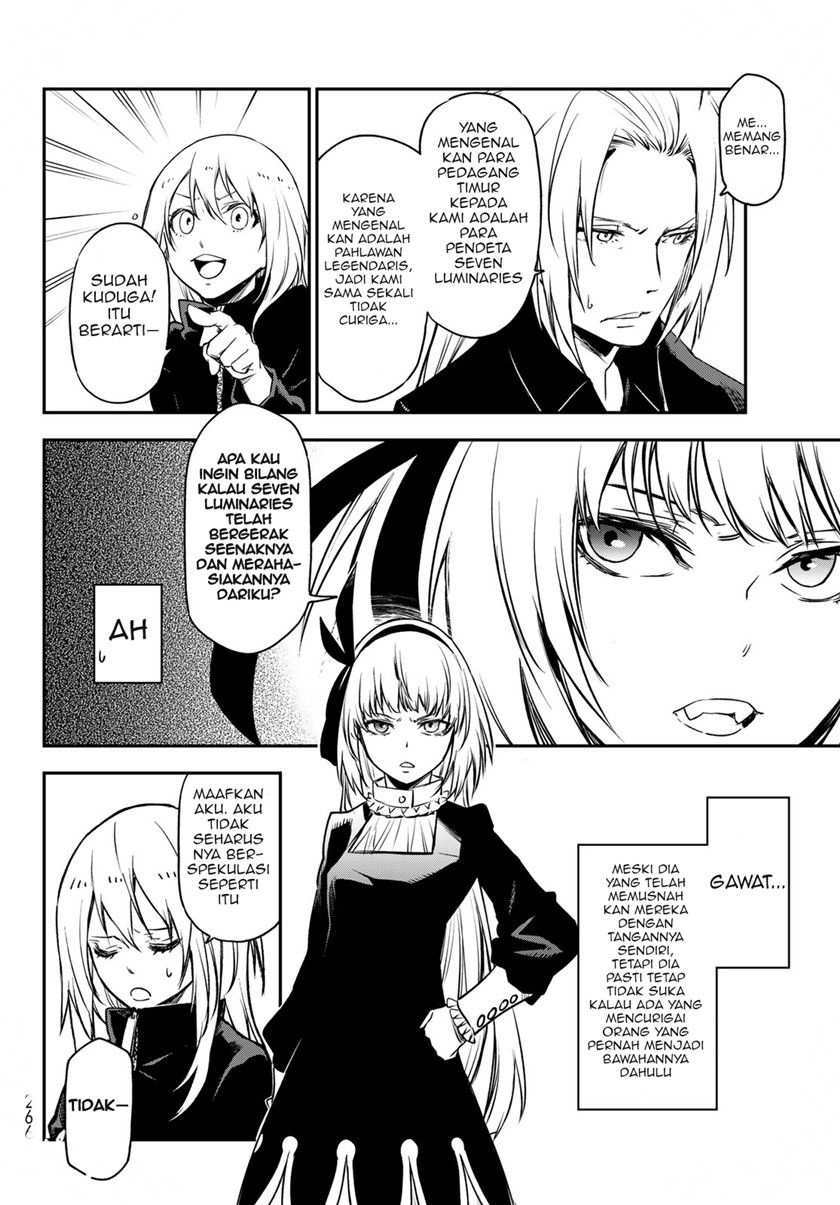 ME...
MEMANG
BENAR...
YANG
MENGENAL
KAN PARA
PEDAGANG
TIMUR
KEPADA
KAMI ADALAH
PARA
PENDETA
SEVEN
LUMINARIES
KARENA
YANG
MENGENAL
KAN ADALAH
PAHLAWAN
LEGENDARIS,
JADI KAMI
SAMA SEKALI
TIDAK
CURIGA...
SUDAH
KUDUGA!
ITU
BERARTI—
APA KAU
INGIN BILANG
KALAU SEVEN
LUMINARIES
TELAH
BERGERAK
SEENAKNYA
DAN MERAHA-
SIAKANNYA
DARIKU?
AH
GAWAT...
MESKI DIA
YANG TELAH
MEMUSNAH
KAN MEREKA
DENGAN
TANGANNYA
SENDIRI,
TETAPI DIA
PASTI TETAP
TIDAK SUKA
KALAU ADA YANG
MENCURIGAI
ORANG YANG
PERNAH MENJADI
BAWAHANNYA
DAHULU
MAAFKAN
AKU. AKU
TIDAK
SEHARUS
NYA BER-
SPEKULASI
SEPERTI
ITU
TIDAK—
266